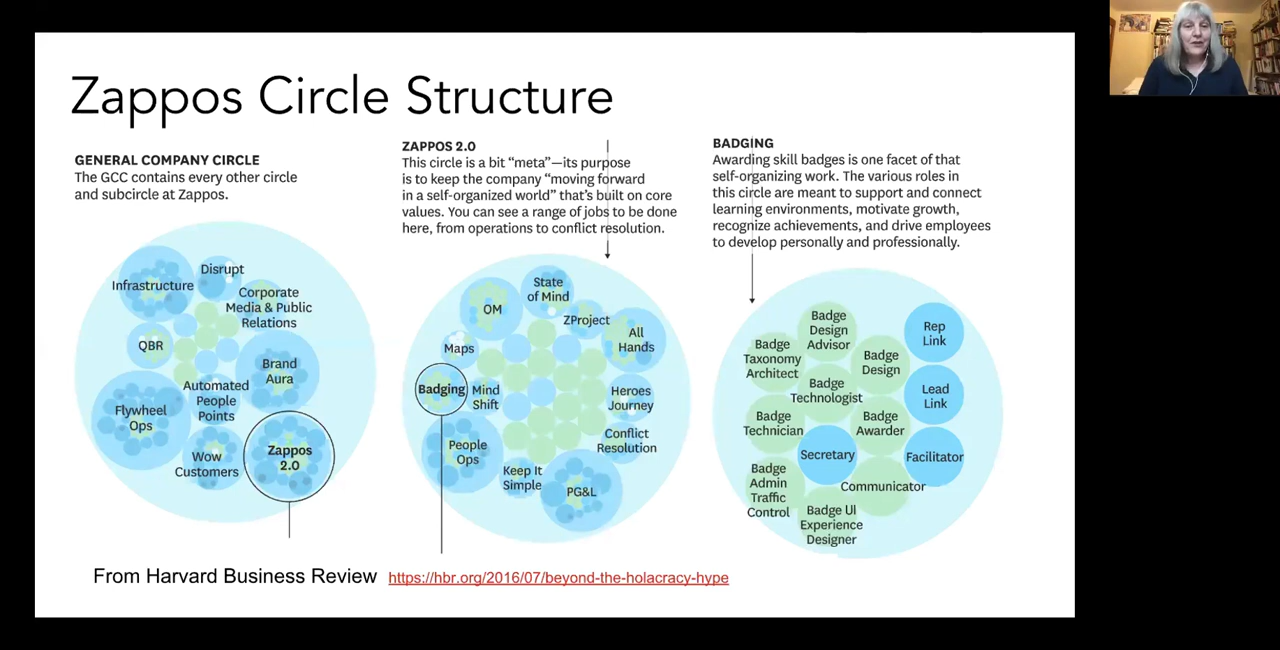 Zappos Circle Structure
GENERAL COMPANY CIRCLE
The GCC contains every other circle
and subcircle at Zappos.
Infrastructure
Disrupt
Corporate
Media & Public
Relations
QBR
Brand
Aura
Automated
People
Points
Flywheel
Ops
Wow
Customers
Zappos
2.0
ZAPPOS 2.0
This circle is a bit “meta”—its purpose
is to keep the company “moving forward
in a self-organized world” that’s built on core
values. You can see a range of jobs to be done
here, from operations to conflict resolution.
State
of Mind
OM
ZProject
All
Hands
Maps
Badging
Mind
Shift
Heroes
Journey
Conflict
Resolution
People
Ops
Keep It
Simple
PG&L
BADGING
Awarding skill badges is one facet of that
self-organizing work. The various roles in
this circle are meant to support and connect
learning environments, motivate growth,
recognize achievements, and drive employees
to develop personally and professionally.
Badge
Design
Advisor
Rep
Link
Badge
Taxonomy
Architect
Badge
Design
Badge
Technologist
Lead
Link
Badge
Technician
Badge
Awarder
Secretary
Facilitator
Badge
Admin
Traffic
Control
Communicator
Badge UI
Experience
Designer
From Harvard Business Review https://hbr.org/2016/07/beyond-the-holacracy-hype